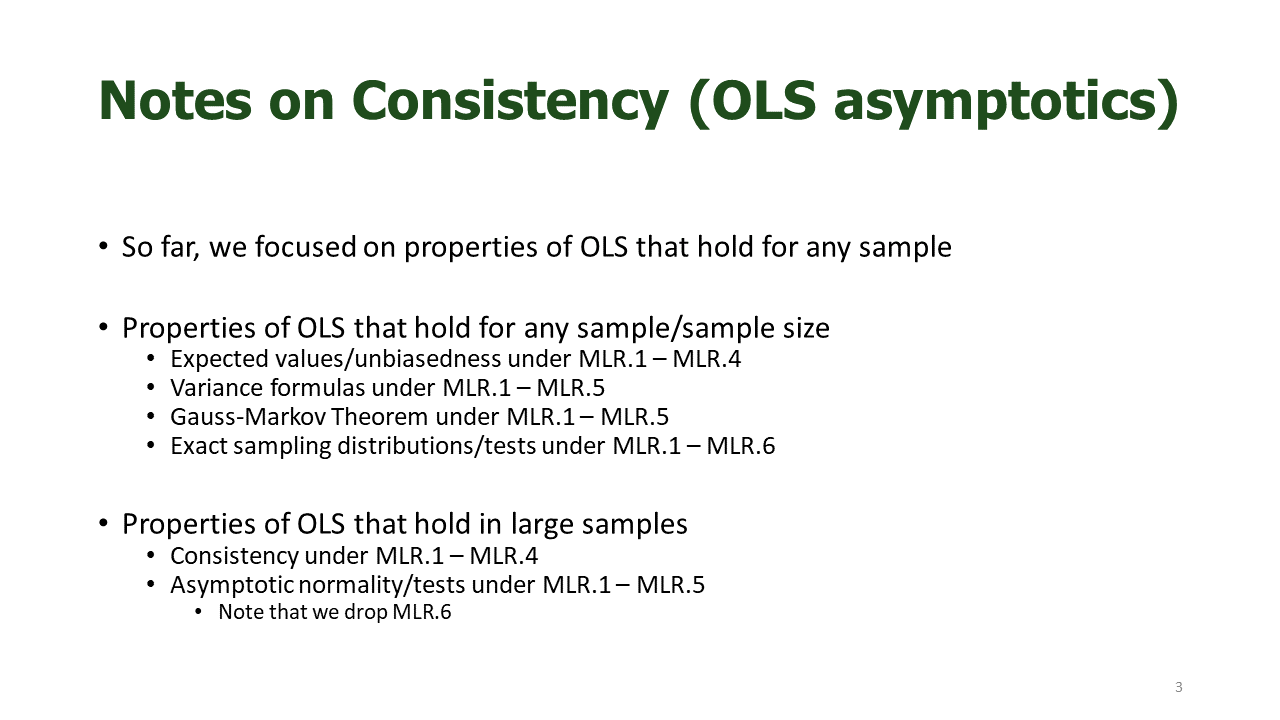 Notes on Consistency (OLS asymptotics)
• So far, we focused on properties of OLS that hold for any sample
• Properties of OLS that hold for any sample/sample size
• Expected values/unbiasedness under MLR.1 – MLR.4
• Variance formulas under MLR.1 – MLR.5
• Gauss-Markov Theorem under MLR.1 – MLR.5
• Exact sampling distributions/tests under MLR.1 – MLR.6
• Properties of OLS that hold in large samples
• Consistency under MLR.1 – MLR.4
• Asymptotic normality/tests under MLR.1 – MLR.5
• Note that we drop MLR.6
3